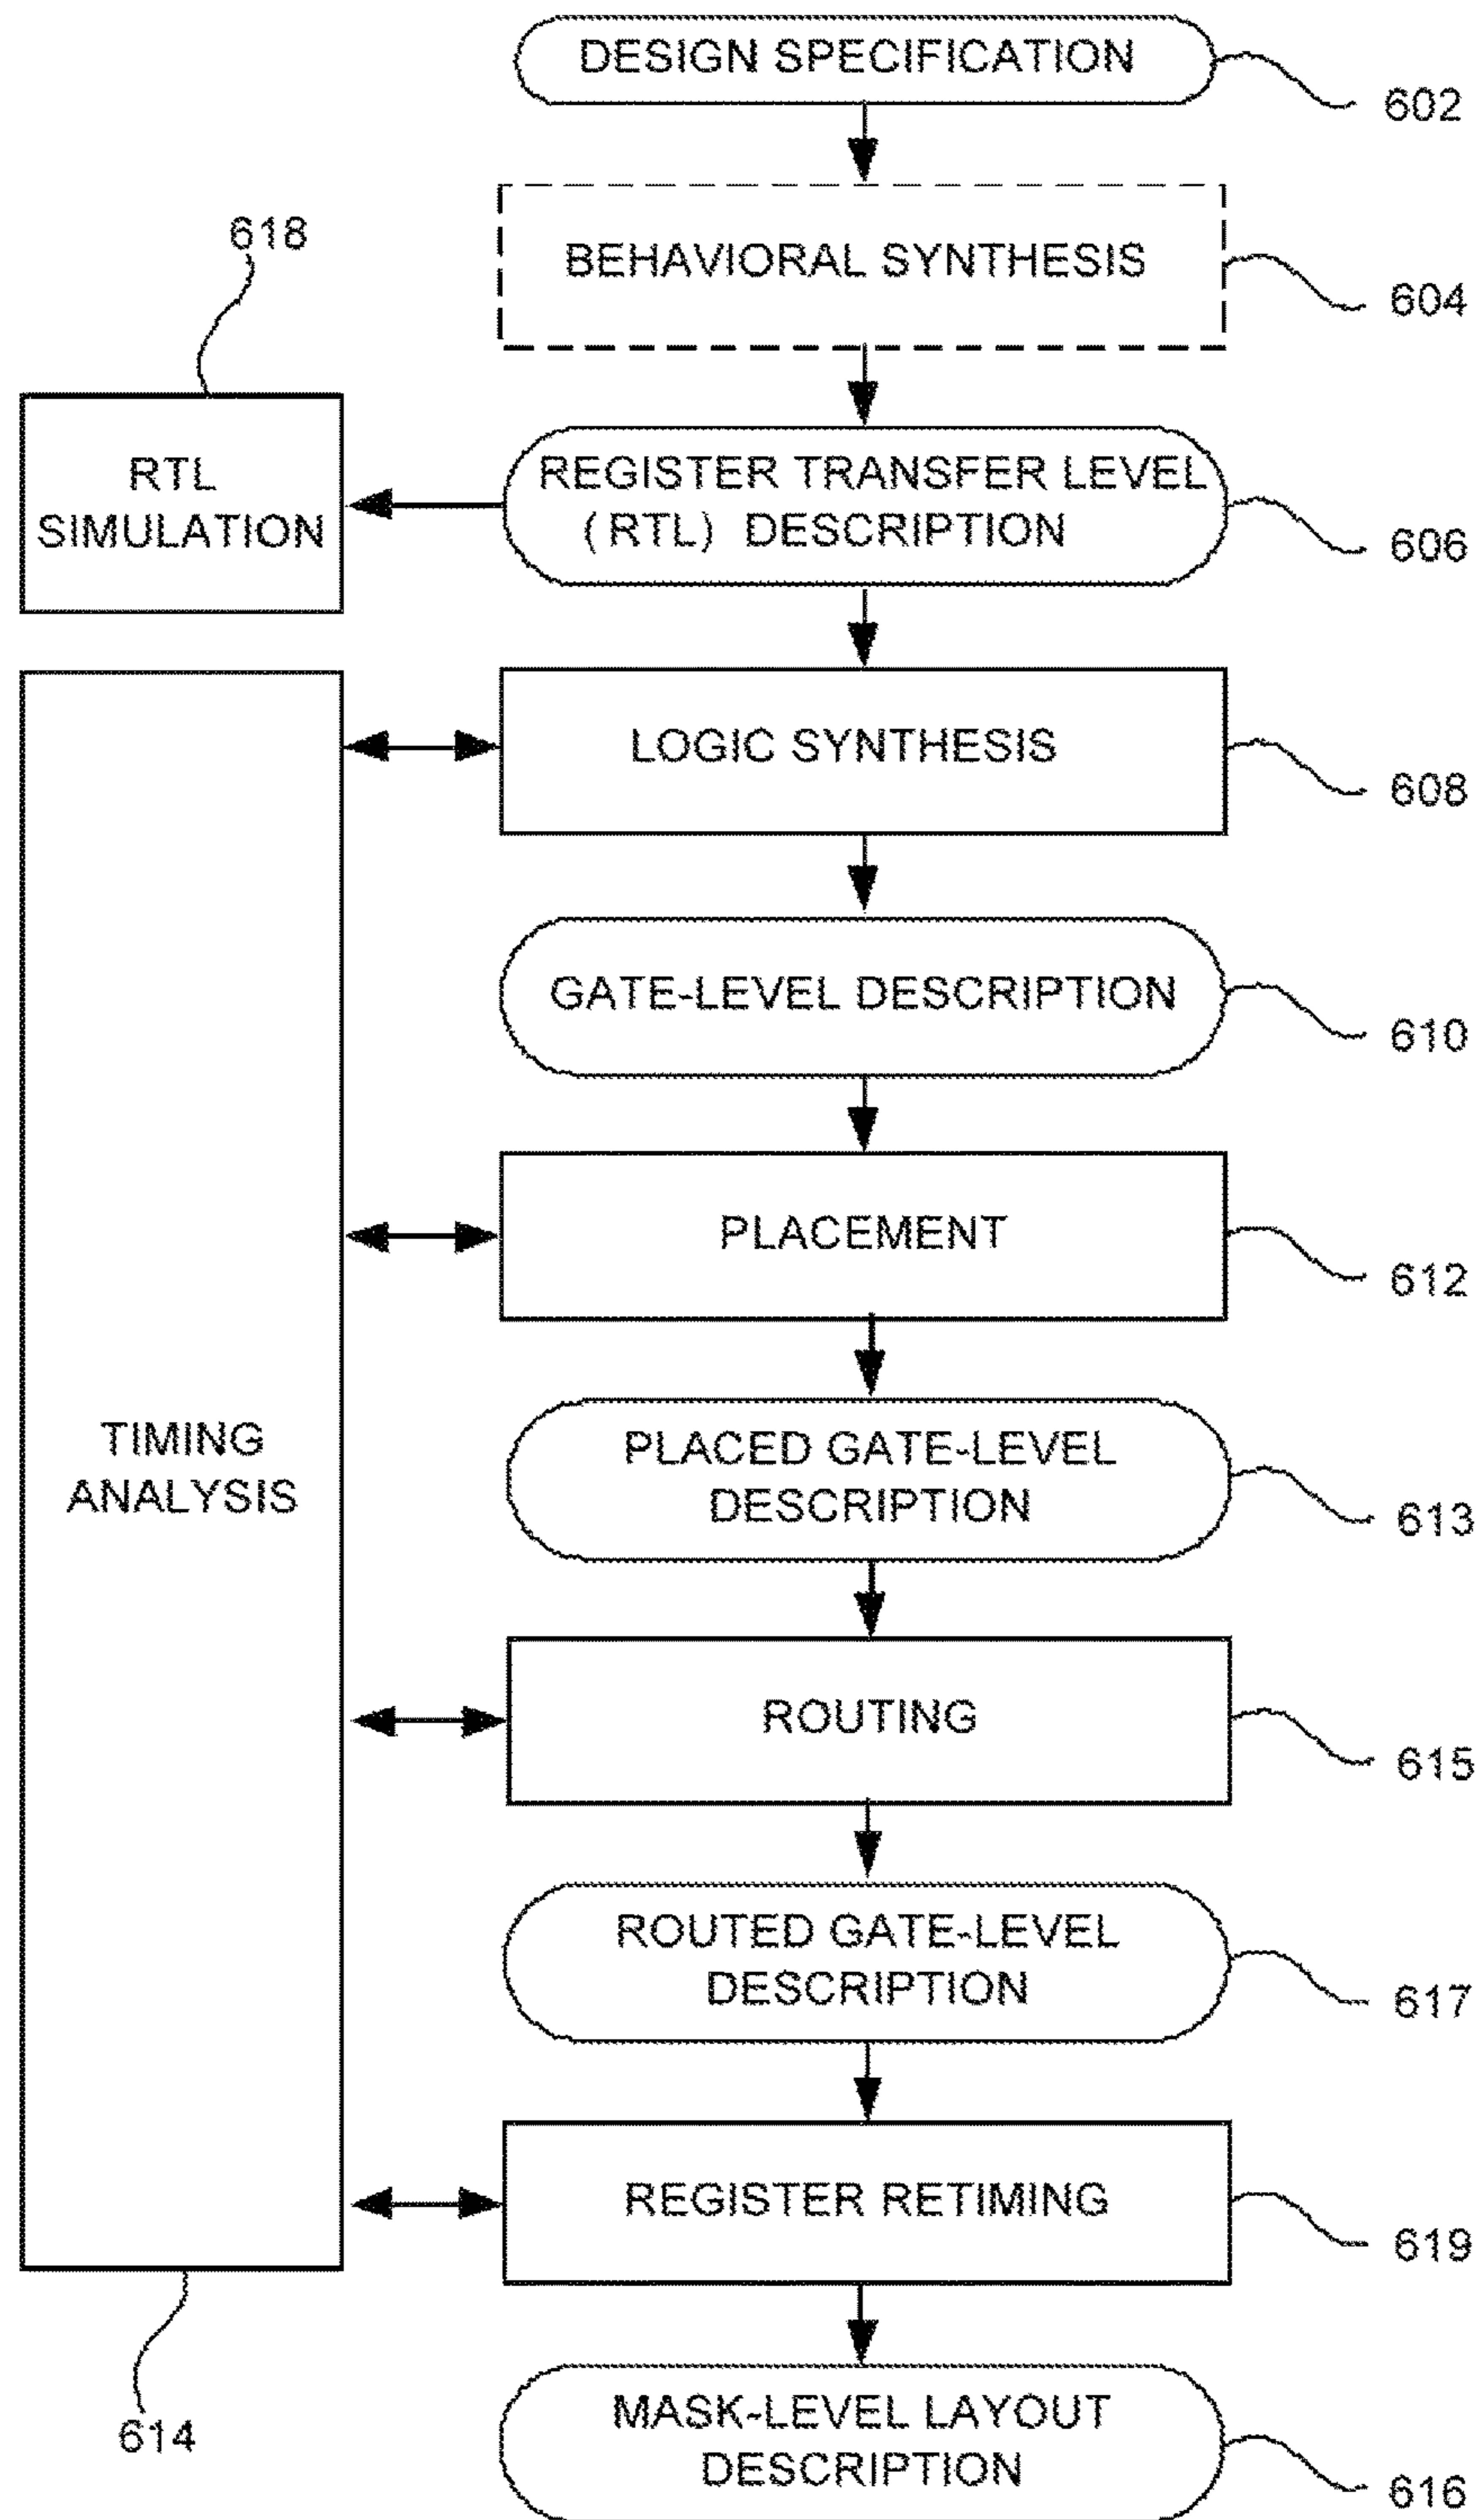 DESIGN SPECIFICATION
602
BEHAVIORAL SYNTHESIS
604
618
RTL
SIMULATION
REGISTER TRANSFER LEVEL
( RTL) DESCRIPTION
606
LOGIC SYNTHESIS
608
GATE-LEVEL DESCRIPTION
610
PLACEMENT
612
TIMING
ANALYSIS
PLACED GATE-LEVEL
DESCRIPTION
613
ROUTING
615
ROUTED GATE-LEVEL
DESCRIPTION
617
REGISTER RETIMING
619
614
MASK-LEVEL LAYOUT
DESCRIPTION
616